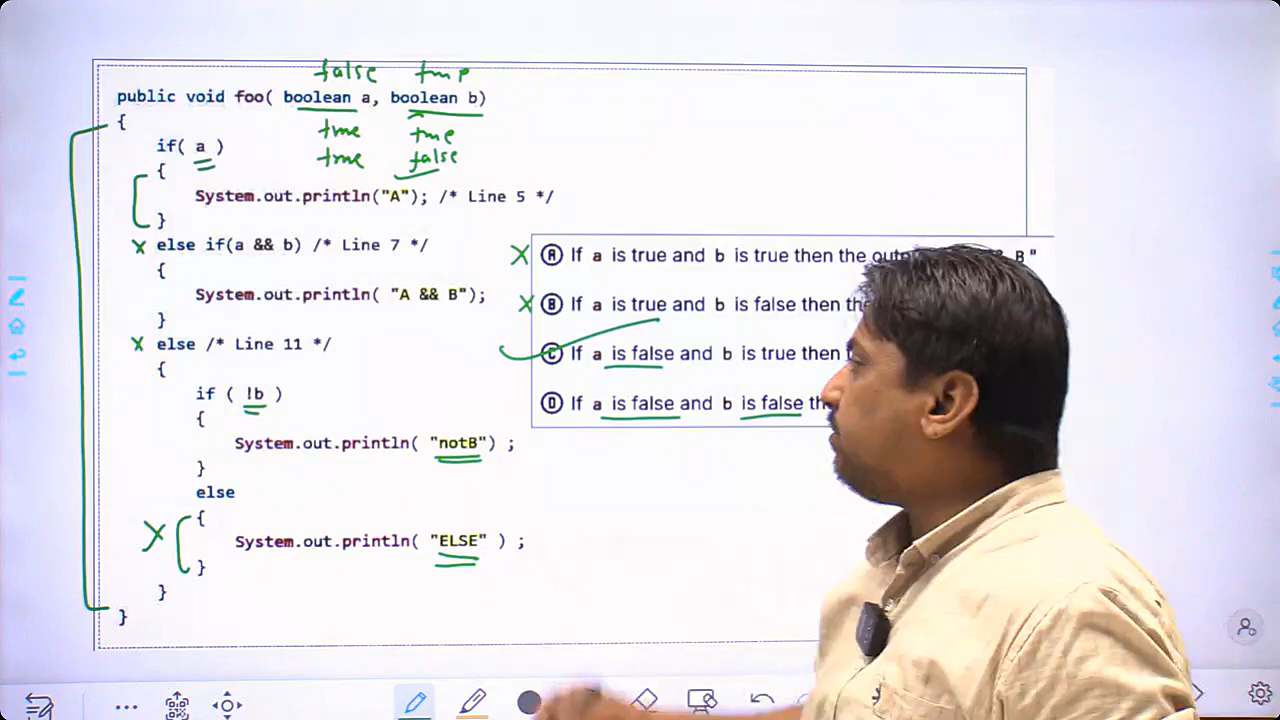 false true
public void foo( boolean a, boolean b)
{
true true
if( a )
true false
{
System.out.println("A"); /* Line 5 */
}
else if(a && b) /* Line 7 */
{
System.out.println( "A && B");
}
else /* Line 11 */
{
if ( !b )
{
System.out.println( "notB") ;
}
else
{
System.out.println( "ELSE" ) ;
}
}
}
X
X
X
A If a is true and b is true then the B"
X
B If a is true and b is false then
C If a is false and b is true then
D If a is false and b is false
X